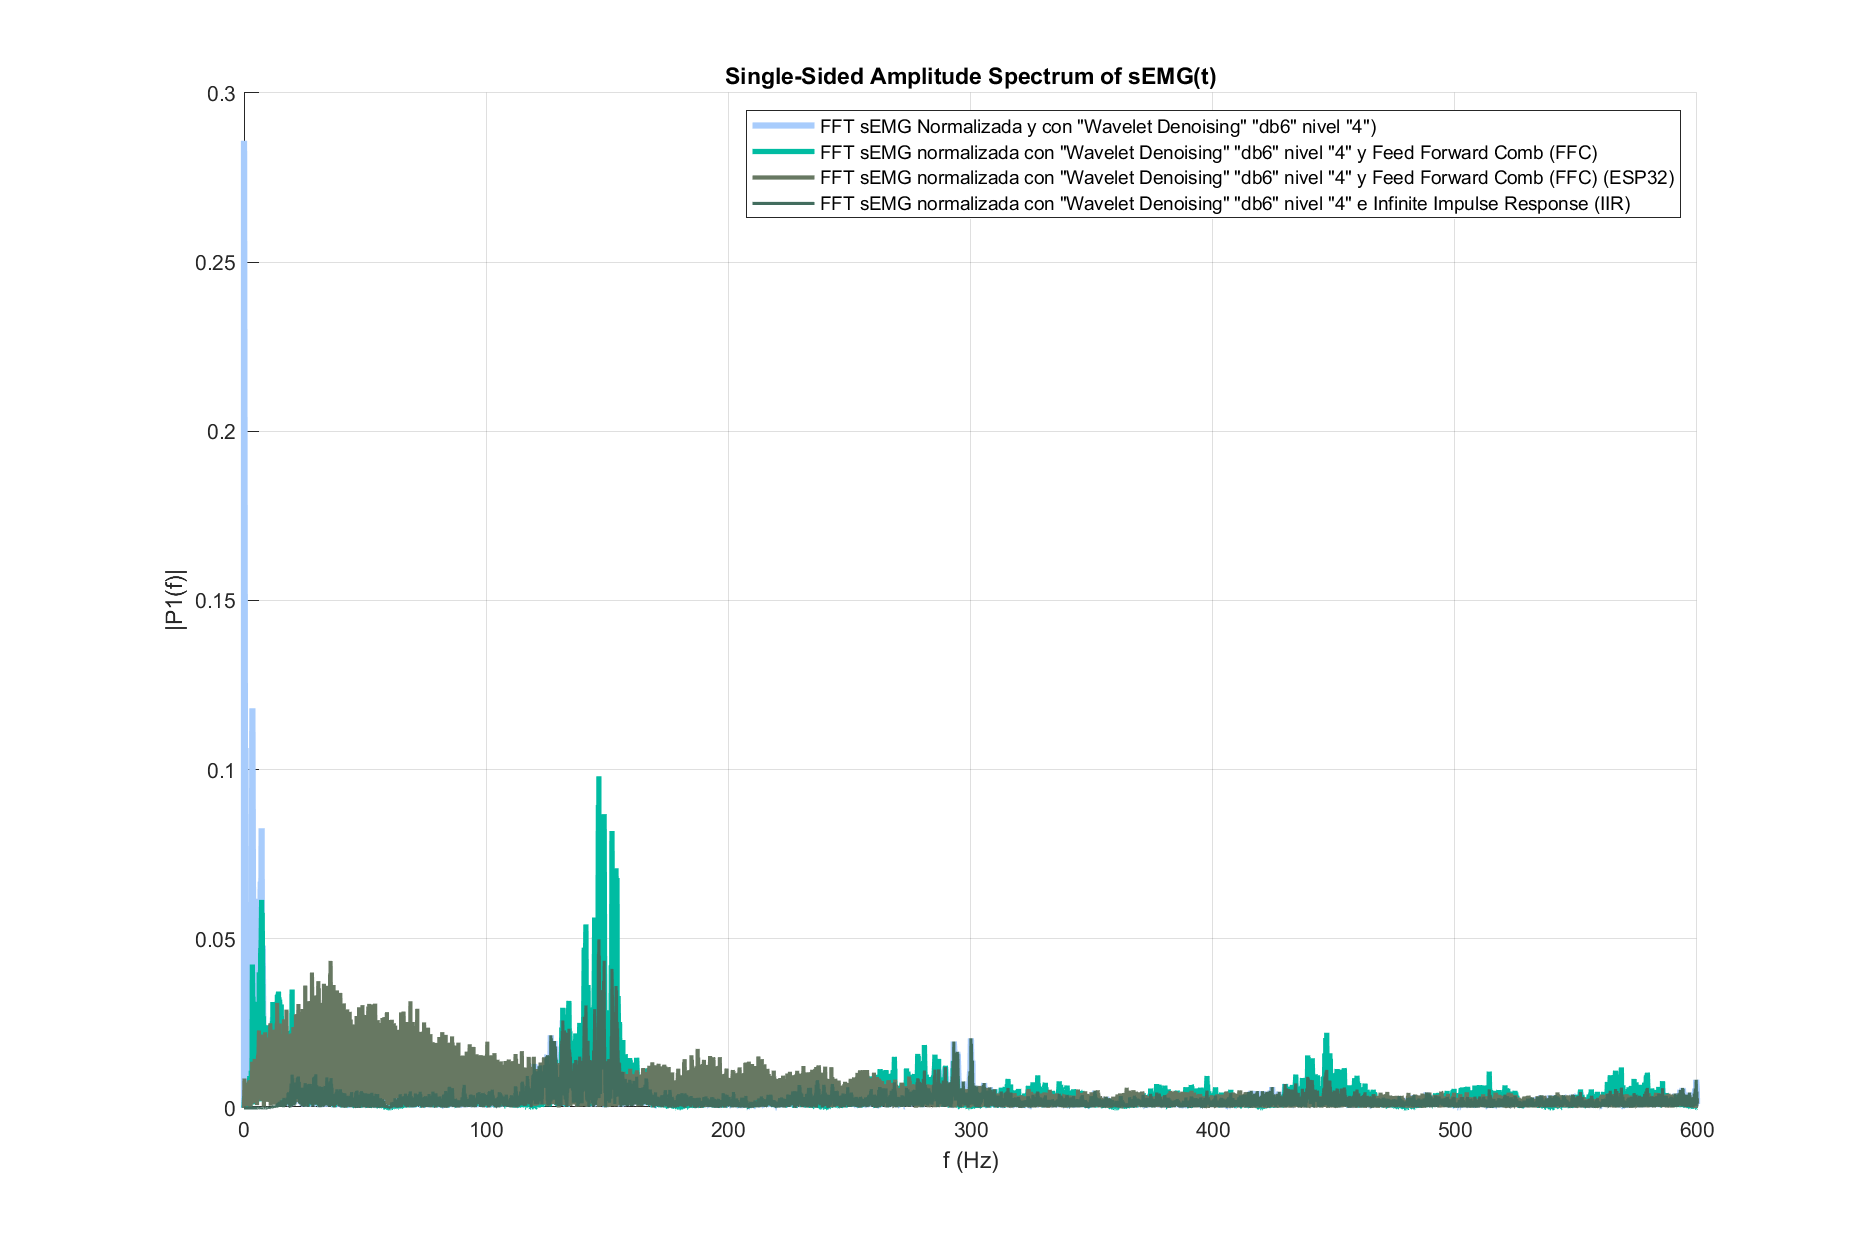 Single-Sided Amplitude Spectrum of sEMG(t)
0.3
FFT sEMG Normalizada y con "Wavelet Denoising" "db6" nivel "4")
FFT sEMG normalizada con "Wavelet Denoising" "db6" nivel "4" y Feed Forward Comb (FFC)
FFT sEMG normalizada con "Wavelet Denoising" "db6" nivel "4" y Feed Forward Comb (FFC) (ESP32)
FFT sEMG normalizada con "Wavelet Denoising" "db6" nivel "4" e Infinite Impulse Response (IIR)
0.25
0.2
0.15
|P1(f)|
0.1
0.05
0
0 100 200 300 400 500 600
f (Hz)